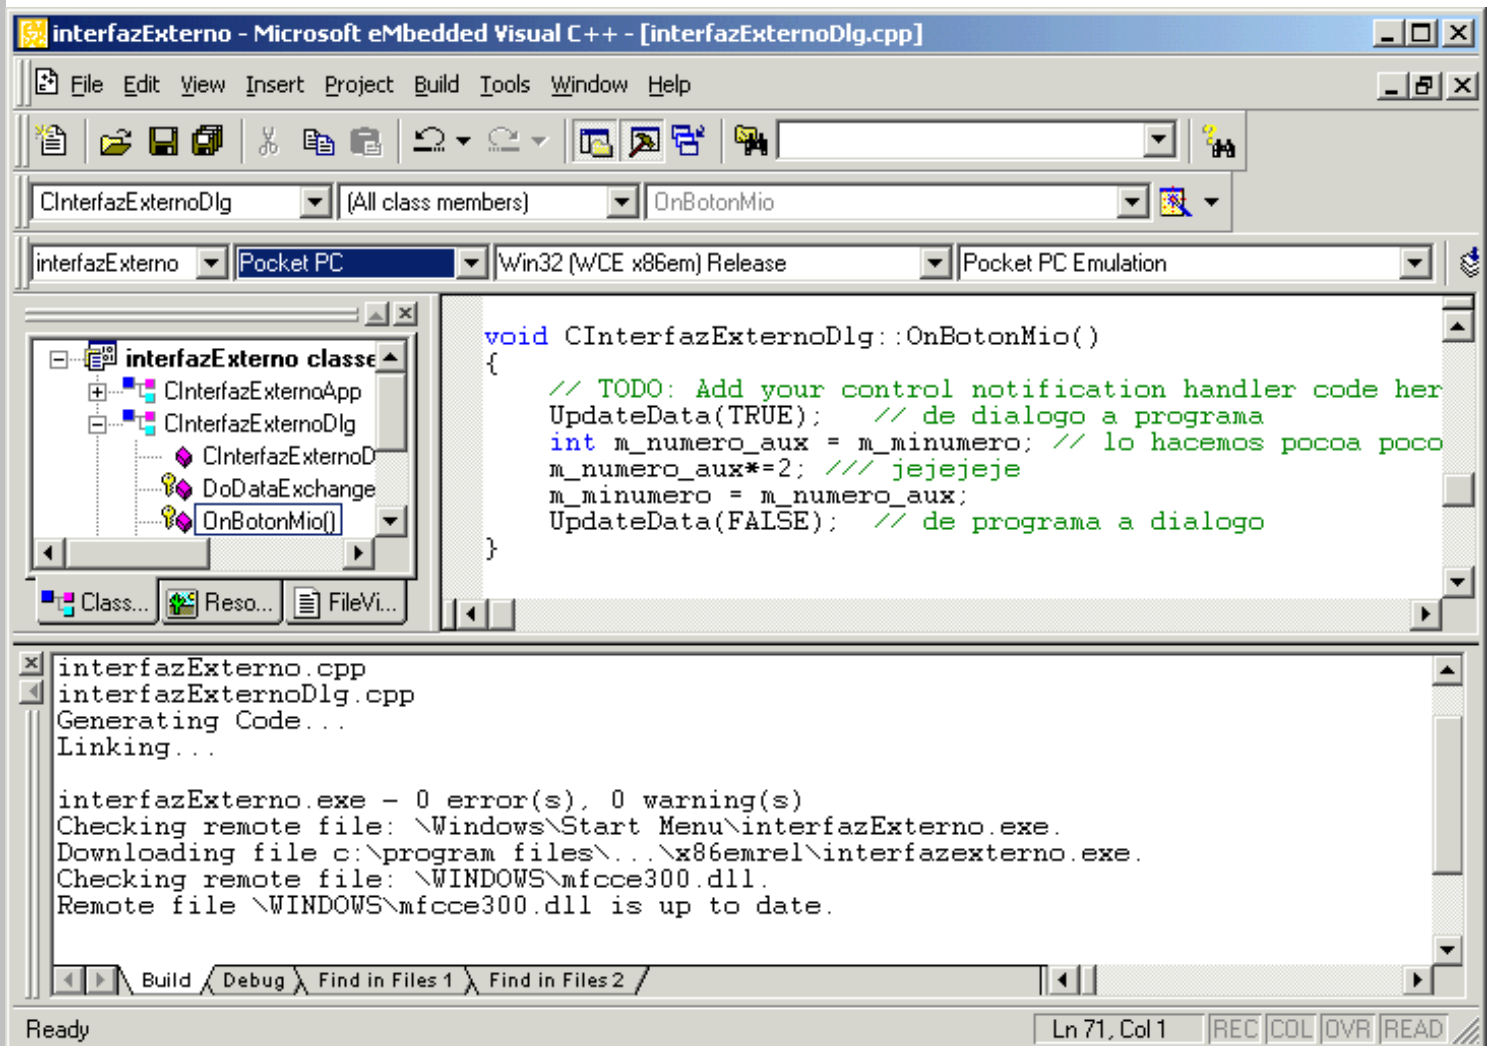 interfazExterno - Microsoft eMbedded Visual C++ - [interfazExternoDlg.cpp]
File Edit View Insert Project Build Tools Window Help
CInterfazExternoDlg (All class members) OnBotonMio
interfazExterno Pocket PC Win32 (WCE x86em) Release Pocket PC Emulation
interfazExterno classe
CInterfazExternoApp
CInterfazExternoDlg
CInterfazExternoD
DoDataExchange
OnBotonMio()
Class... Reso... FileVi...
void CInterfazExternoDlg::OnBotonMio()
{
// TODO: Add your control notification handler code her
UpdateData(TRUE); // de dialogo a programa
int m_numero_aux = m_minumero; // lo hacemos pocoa poco
m_numero_aux*=2; /// jejejeje
m_minumero = m_numero_aux;
UpdateData(FALSE); // de programa a dialogo
}
interfazExterno.cpp
interfazExternoDlg.cpp
Generating Code...
Linking...
interfazExterno.exe - 0 error(s), 0 warning(s)
Checking remote file: \Windows\Start Menu\interfazExterno.exe.
Downloading file c:\program files\...\x86emrel\interfazexterno.exe.
Checking remote file: \WINDOWS\mfcce300.dll.
Remote file \WINDOWS\mfcce300.dll is up to date.
Build Debug Find in Files 1 Find in Files 2
Ready Ln 71, Col 1 REC COL OVR READ